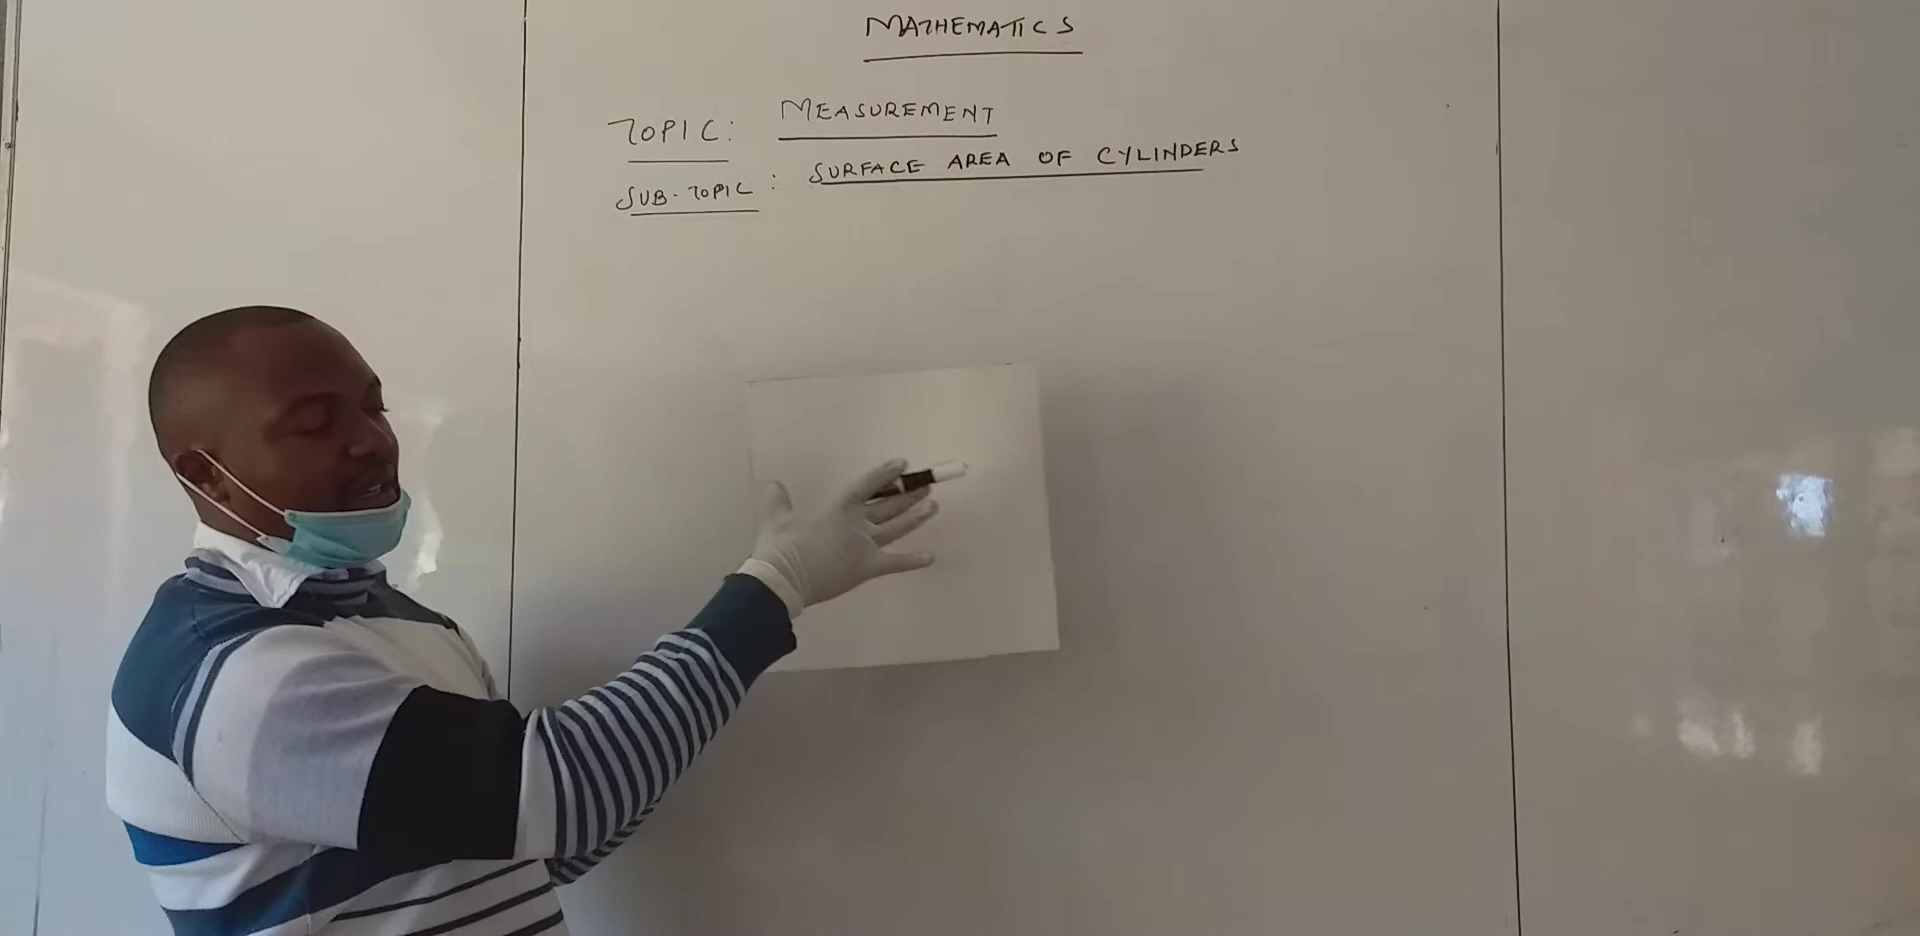 MATHEMATICS
TOPIC: MEASUREMENT
SUB-TOPIC: SURFACE AREA OF CYLINDERS